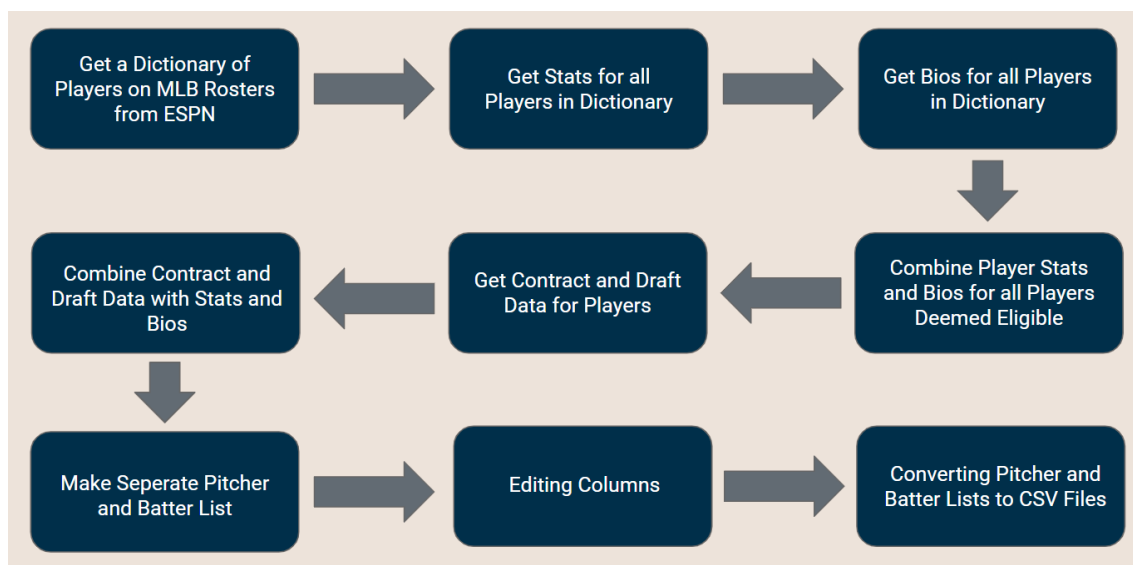 Get a Dictionary of
Players on MLB Rosters
from ESPN
Get Stats for all
Players in Dictionary
Get Bios for all Players
in Dictionary
Combine Player Stats
and Bios for all Players
Deemed Eligible
Get Contract and Draft
Data for Players
Combine Contract and
Draft Data with Stats and
Bios
Make Seperate Pitcher
and Batter List
Editing Columns
Converting Pitcher and
Batter Lists to CSV Files